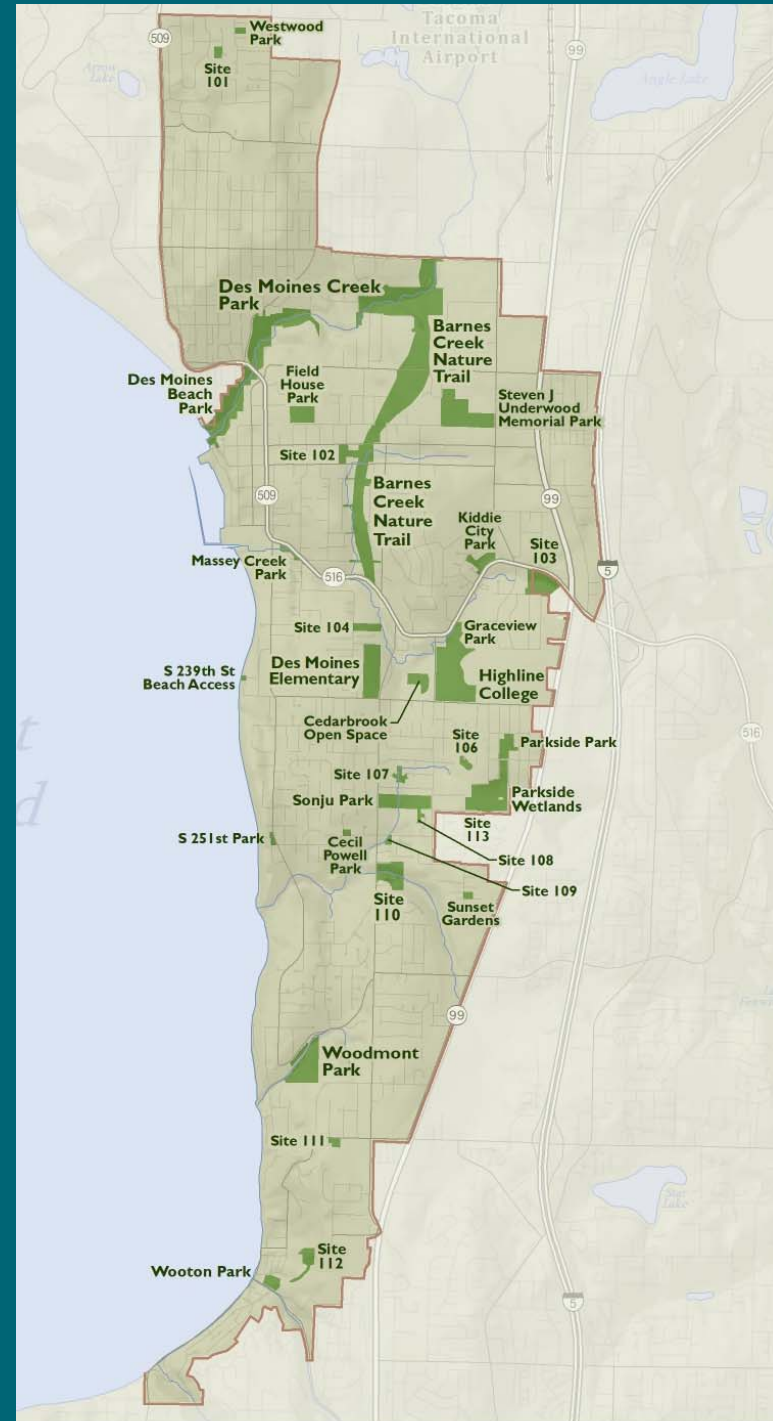 Tacoma
International
Airport
509
Westwood
Park
99
Site
101
Angle Lake
Des Moines Creek
Park
Barnes
Creek
Nature
Trail
Des Moines
Beach
Park
Field
House
Park
Steven J
Underwood
Memorial Park
Site 102
509
Barnes
Creek
Nature
Trail
99
Kiddie
City
Park
Site
103
Massey Creek
Park
516
5
Site 104
Graceview
Park
Des Moines
Elementary
S 239th St
Beach Access
Highline
College
Cedarbrook
Open Space
516
t
d
Site
106
Parkside Park
Site 107
Sonju Park
Parkside
Wetlands
Site
113
S 251st Park
Cecil
Powell
Park
Site 108
Site 109
Site
110
Sunset
Gardens
99
Woodmont
Park
Site 111
Star
Lake
Site
112
Wooton Park
5